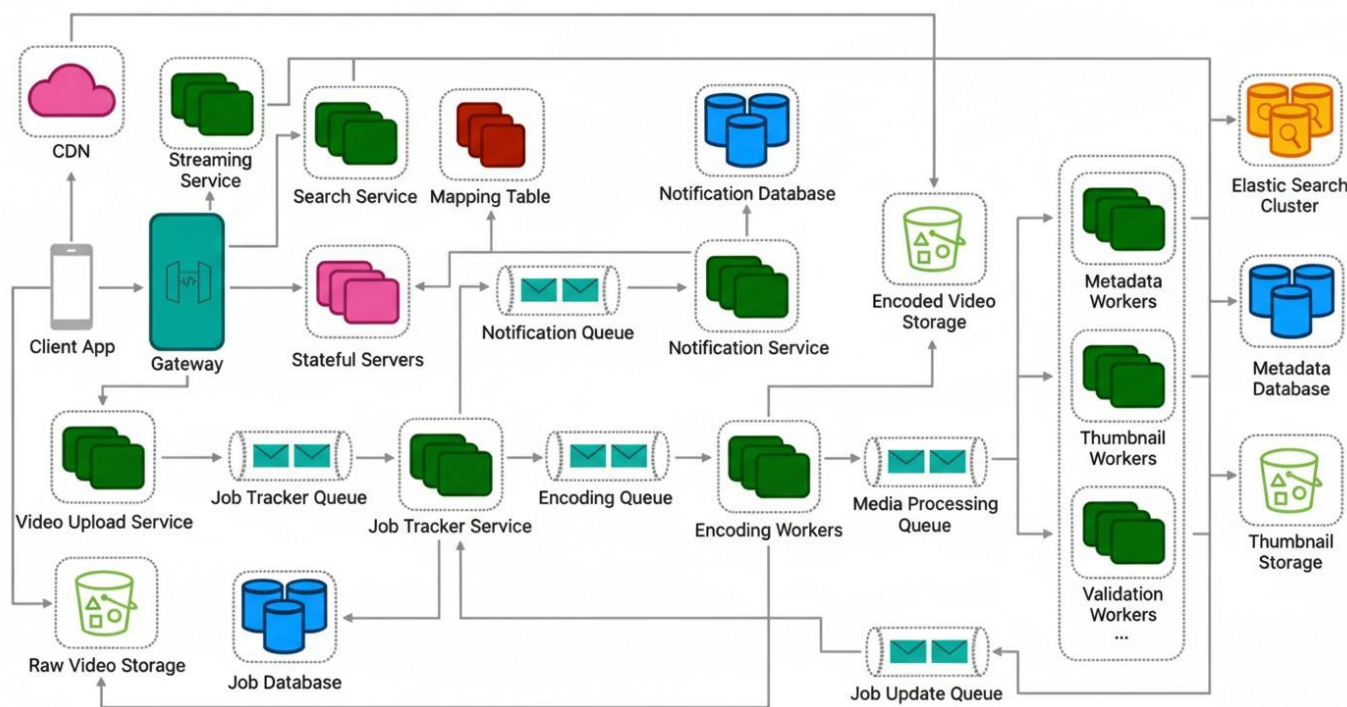 CDN
Streaming
Service
Search Service
Mapping Table
Notification Database
Elastic Search
Cluster
Client App
Gateway
Stateful Servers
Notification Queue
Notification Service
Encoded Video
Storage
Metadata
Workers
Metadata
Database
Video Upload Service
Job Tracker Queue
Job Tracker Service
Encoding Queue
Encoding Workers
Media Processing
Queue
Thumbnail
Workers
Thumbnail
Storage
Validation
Workers
...
Raw Video Storage
Job Database
Job Update Queue